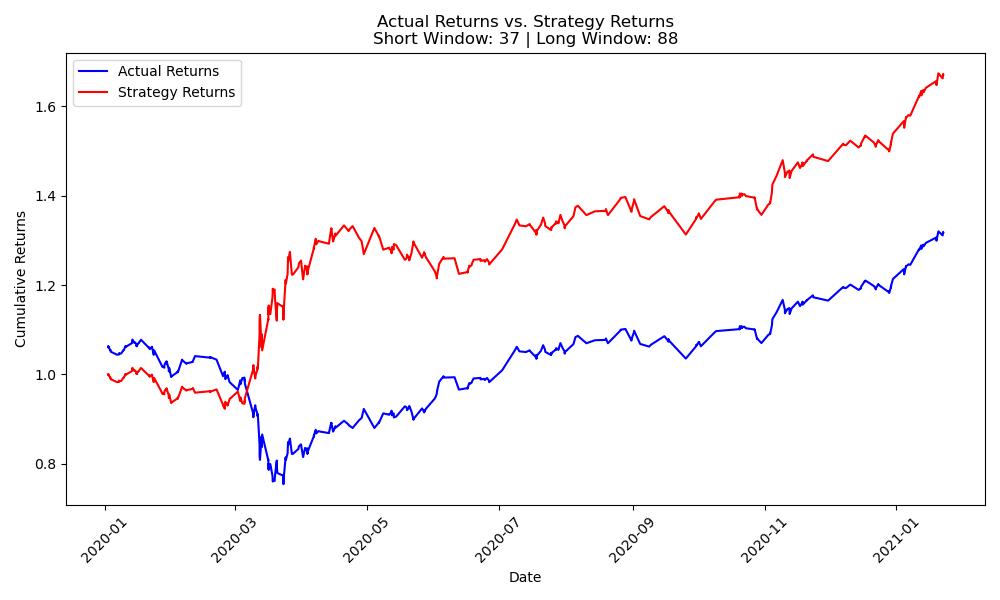 Actual Returns vs. Strategy Returns
Short Window: 37 | Long Window: 88
Actual Returns
Strategy Returns
Cumulative Returns
1.6
1.4
1.2
1.0
0.8
2020-01
2020-03
2020-05
2020-07
2020-09
2020-11
2021-01
Date